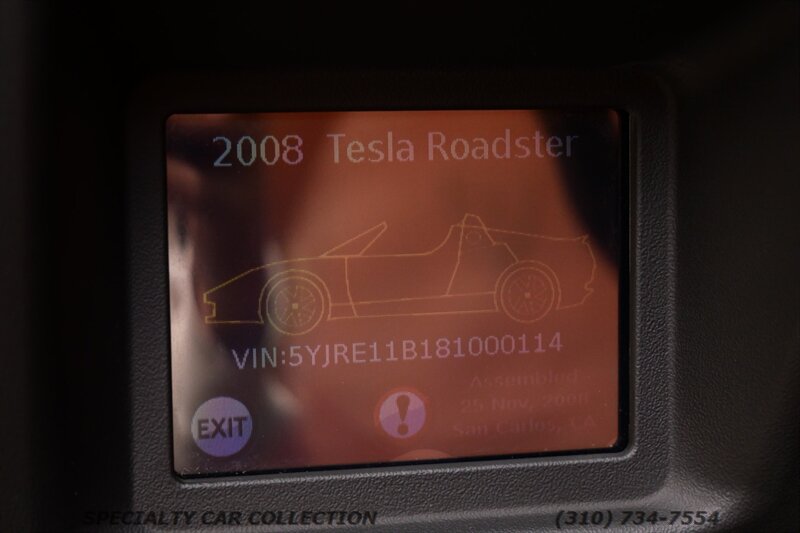 2008 Tesla Roadster
VIN:5YJRE11B181000114
Assembled
25 Nov, 2008
San Carlos, CA
EXIT
!
SPECIALTY CAR COLLECTION (310) 734-7554